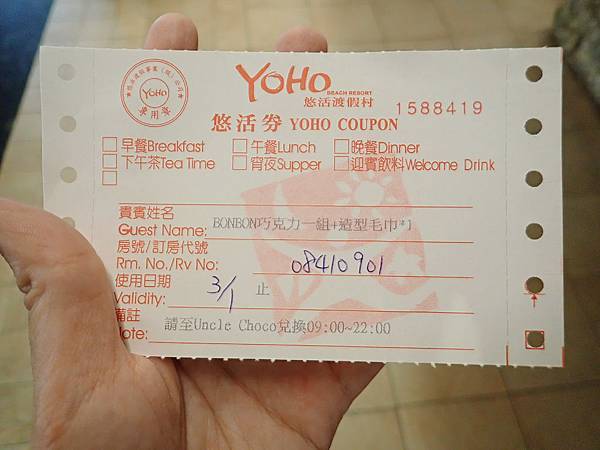 YOHO
BEACH RESORT
悠活渡假村
YOHO
專用章
1588419
悠活券 YOHO COUPON
早餐Breakfast 午餐Lunch 晚餐Dinner
下午茶Tea Time 宵夜Supper 迎賓飲料Welcome Drink
貴賓姓名
Guest Name: BONBON巧克力一組+造型毛巾*1
房號/訂房代號
Rm. No./Rv No: 08410901
使用日期
Validity: 3/1 止
備註
Note: 請至Uncle Choco兌換09:00~22:00